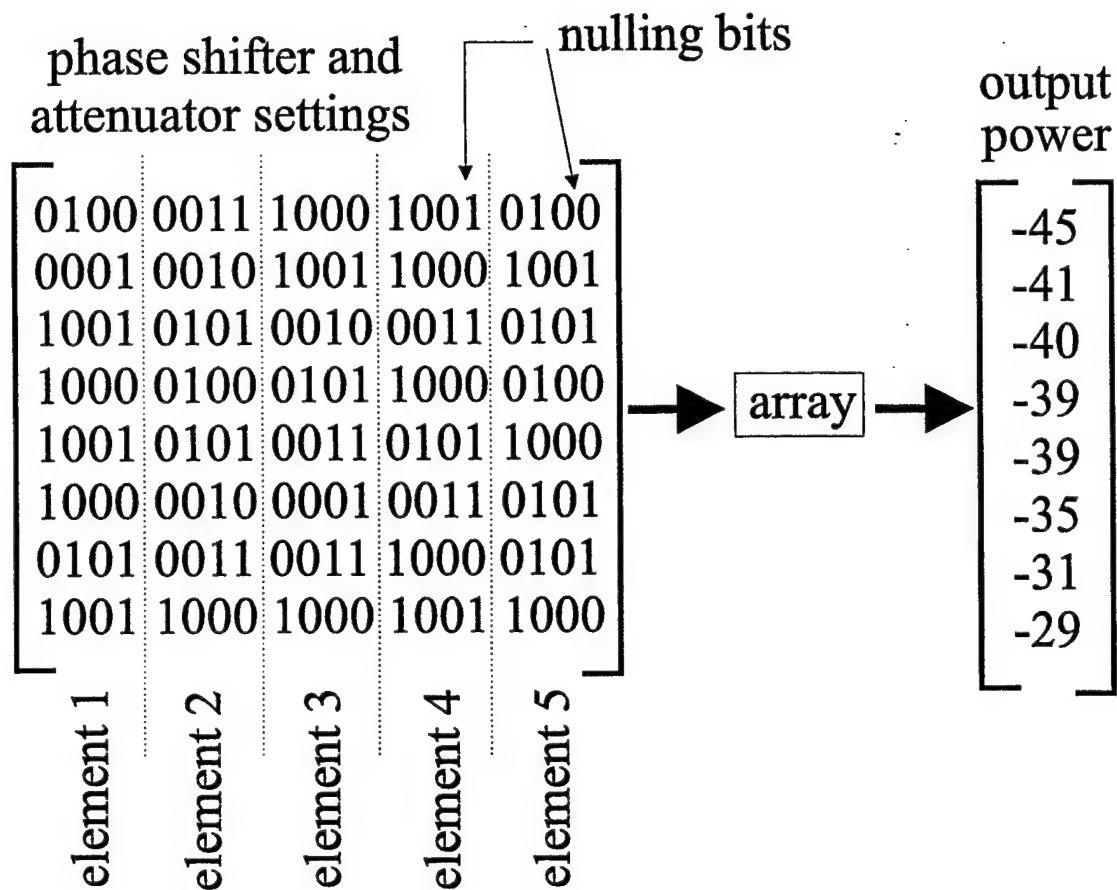 nulling bits
phase shifter and
attenuator settings
output
power
0100 0011 1000 1001 0100
0001 0010 1001 1000 1001
1001 0101 0010 0011 0101
1000 0100 0101 1000 0100
1001 0101 0011 0101 1000
1000 0010 0001 0011 0101
0101 0011 0011 1000 0101
1001 1000 1000 1001 1000
array
-45
-41
-40
-39
-39
-35
-31
-29
element 1
element 2
element 3
element 4
element 5